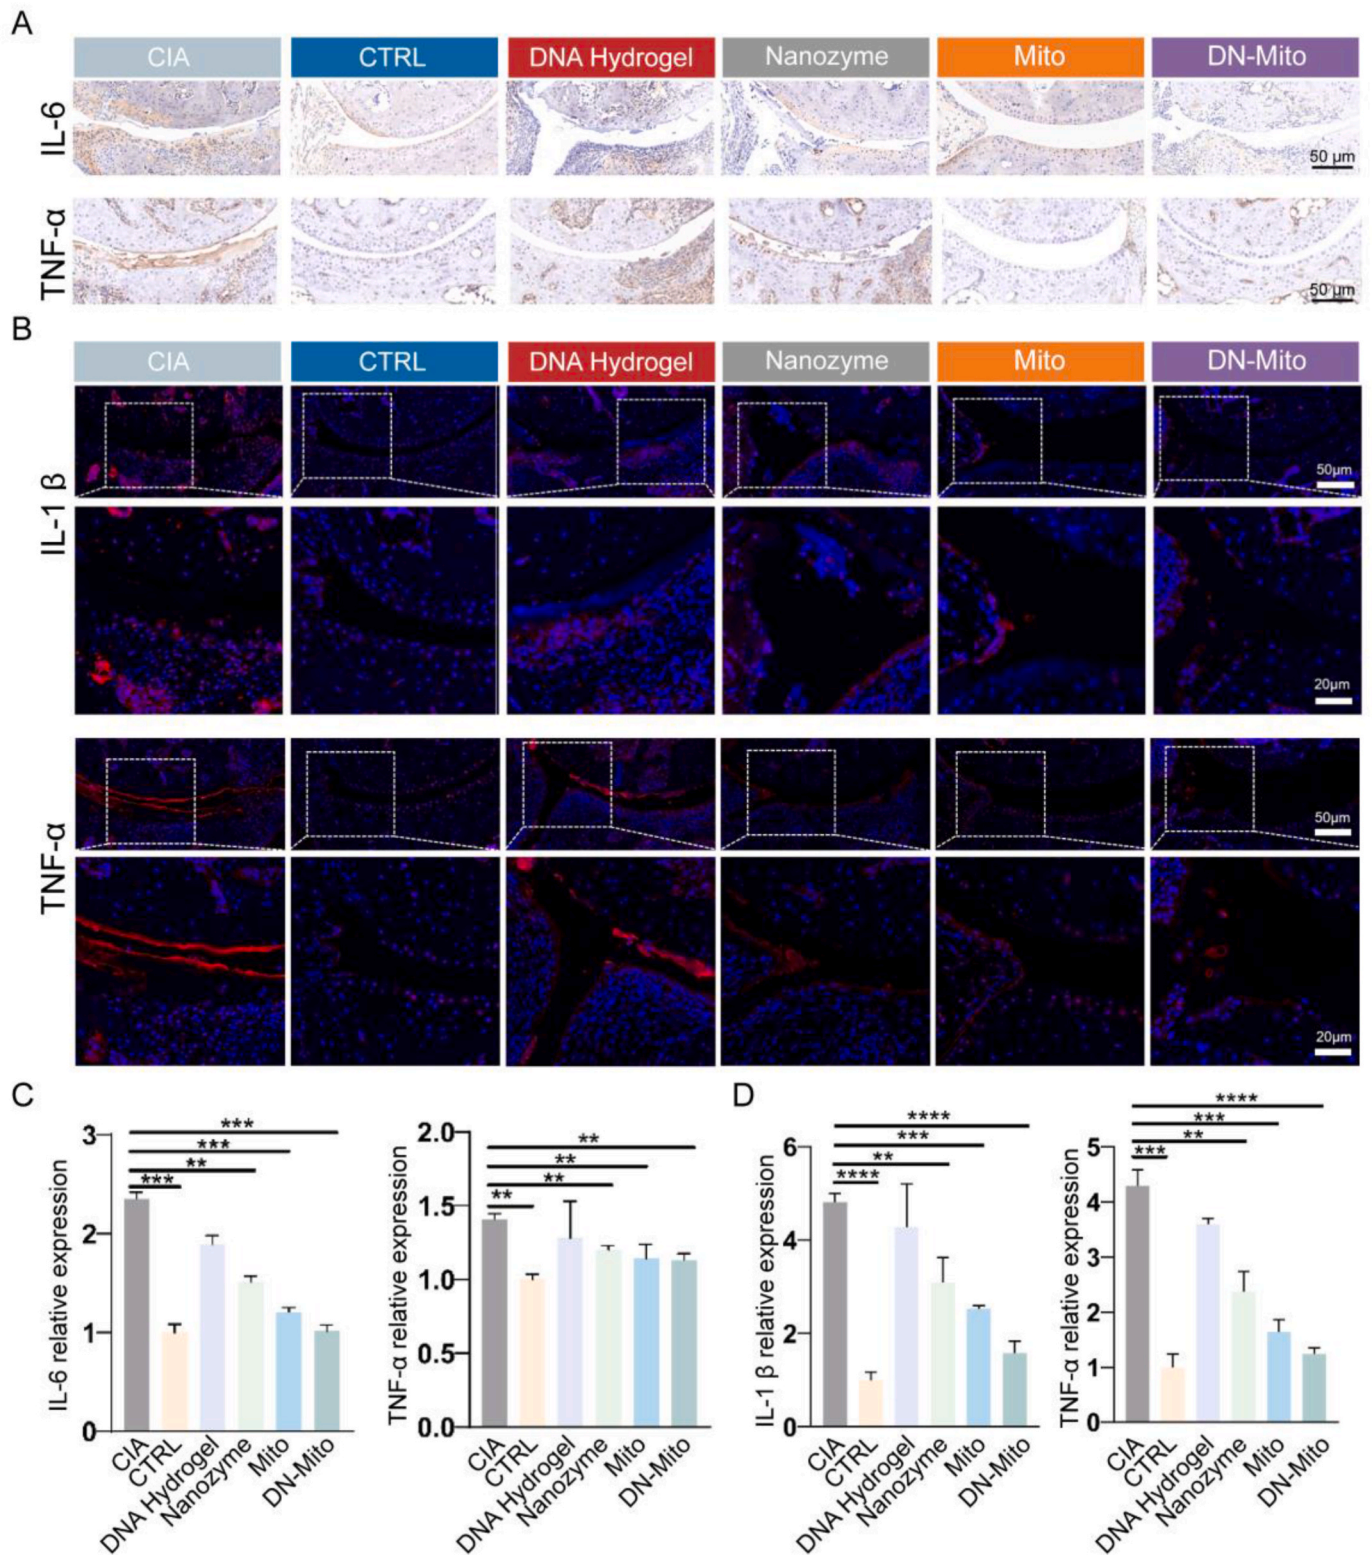 A
CIA CTRL DNA Hydrogel Nanozyme Mito DN-Mito
IL-6
50 µm
TNF-α
50 µm
B
CIA CTRL DNA Hydrogel Nanozyme Mito DN-Mito
IL-1 β
50µm
20µm
TNF-α
50µm
20µm
C
IL-6 relative expression
3
2
1
0
***
***
**
***
CIA CTRL DNA Hydrogel Nanozyme Mito DN-Mito
TNF-α relative expression
2.0
1.5
1.0
0.5
0.0
**
**
**
**
CIA CTRL DNA Hydrogel Nanozyme Mito DN-Mito
D
IL-1 β relative expression
6
4
2
0
****
***
**
****
CIA CTRL DNA Hydrogel Nanozyme Mito DN-Mito
TNF-α relative expression
5
4
3
2
1
0
****
***
**
***
CIA CTRL DNA Hydrogel Nanozyme Mito DN-Mito